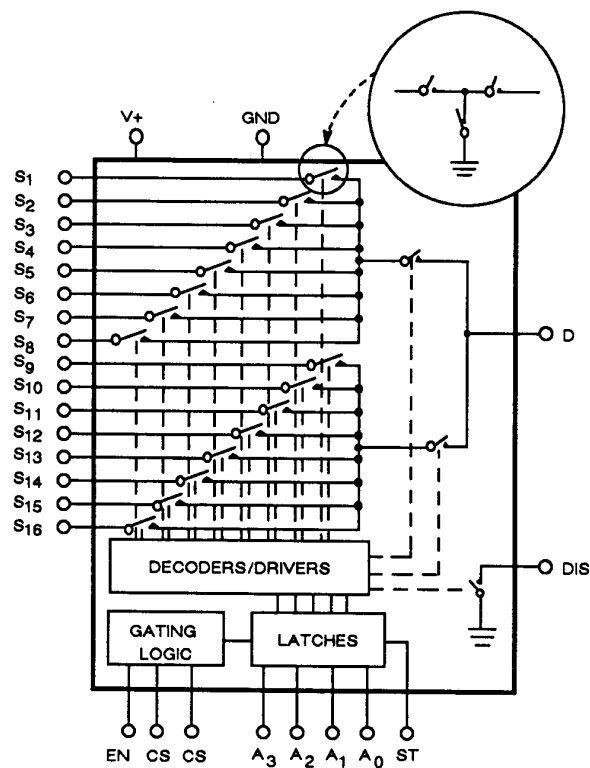 V+
GND
S1
S2
S3
S4
S5
S6
S7
S8
S9
S10
S11
S12
S13
S14
S15
S16
D
DIS
DECODERS/DRIVERS
GATING
LOGIC
LATCHES
EN CS CS A3 A2 A1 A0 ST